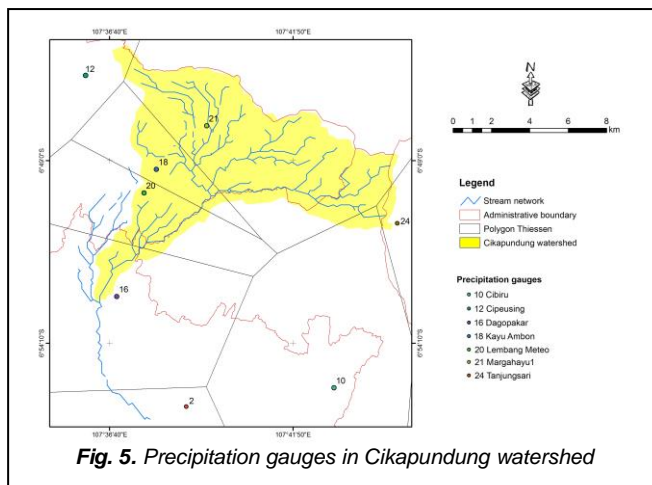 107°36'40"E
107°41'50"E
N
12
21
0 2 4 6 8
km
6°49'0"S
18
6°49'0"S
20
Legend
Stream network
Administrative boundary
Polygon Thiessen
Cikapundung watershed
24
Precipitation gauges
16
10 Cibiru
12 Cipeusing
16 Dagopakar
18 Kayu Ambon
20 Lembang Meteo
21 Margahayu1
24 Tanjungsari
6°54'10"S
6°54'10"S
10
2
107°36'40"E
107°41'50"E
Fig. 5. Precipitation gauges in Cikapundung watershed